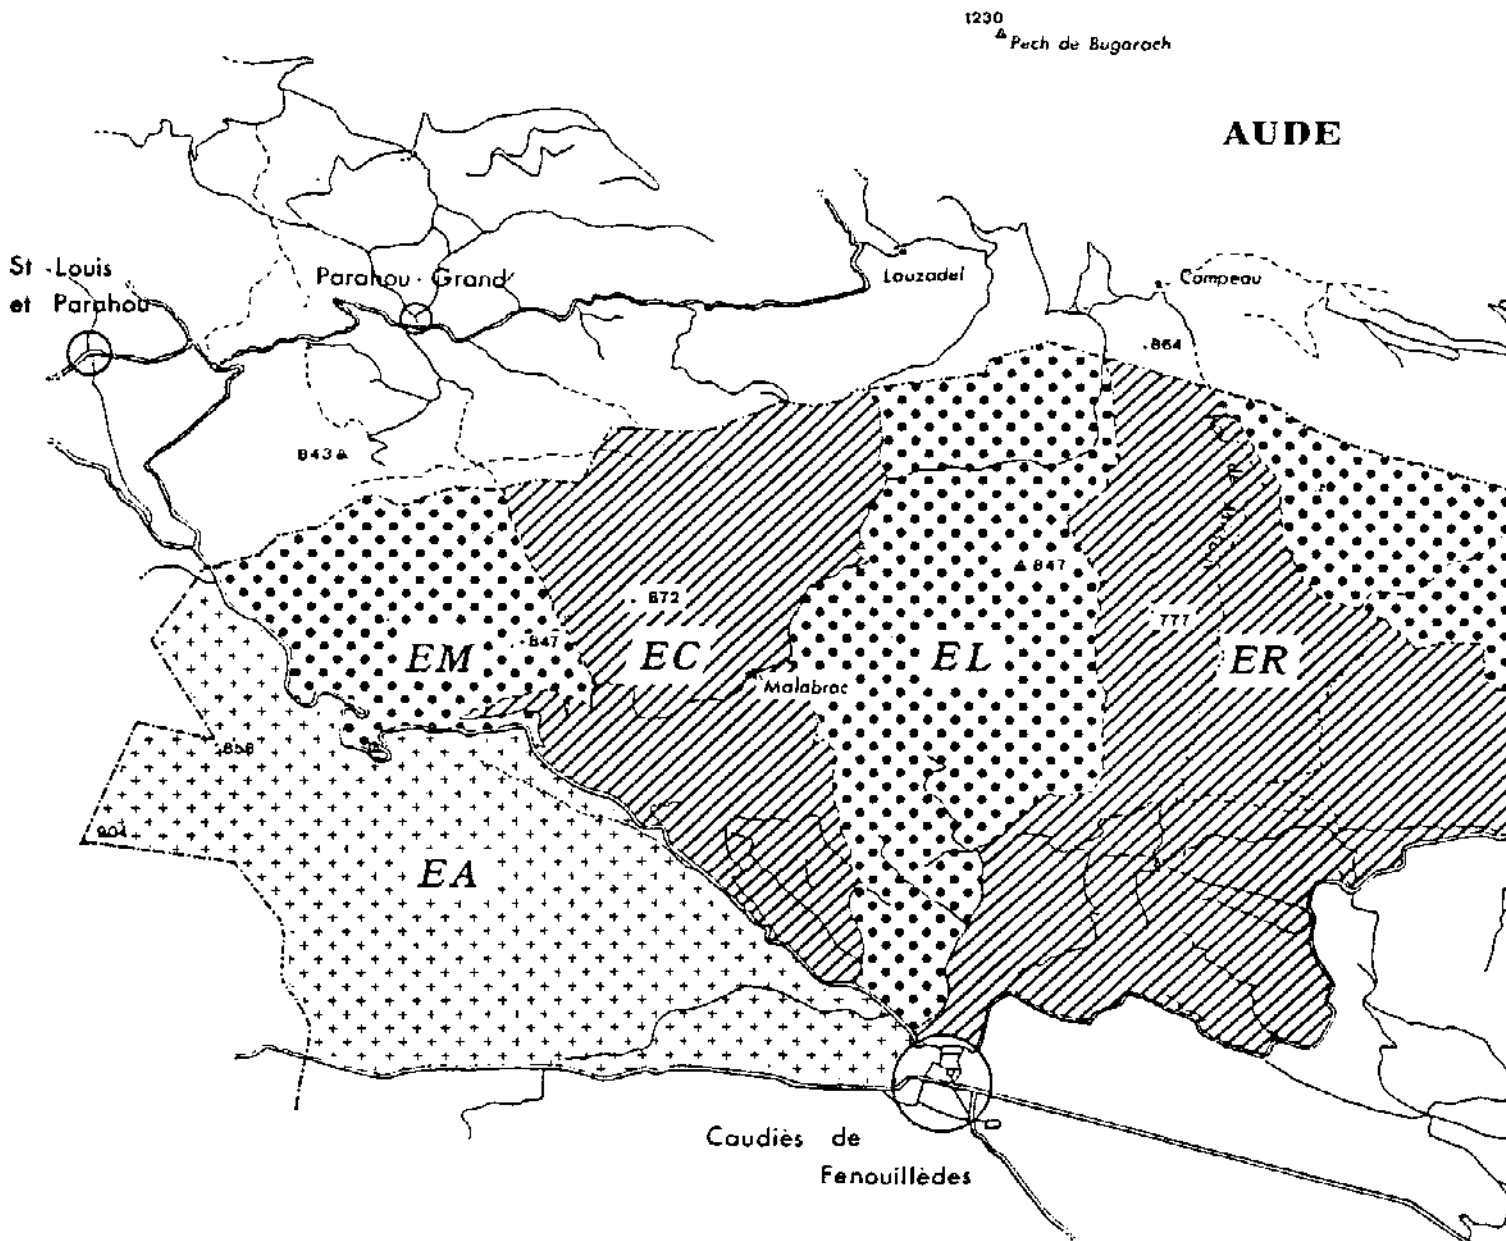 1230
Pech de Bugarach
AUDE
St-Louis
et Parahou
Parahou-Grand
Louzadel
Campeau
.864
843
847
872
.847
777
EM
EC
EL
ER
Malabrac
.858
904
EA
Caudiès de
Fenouillèdes